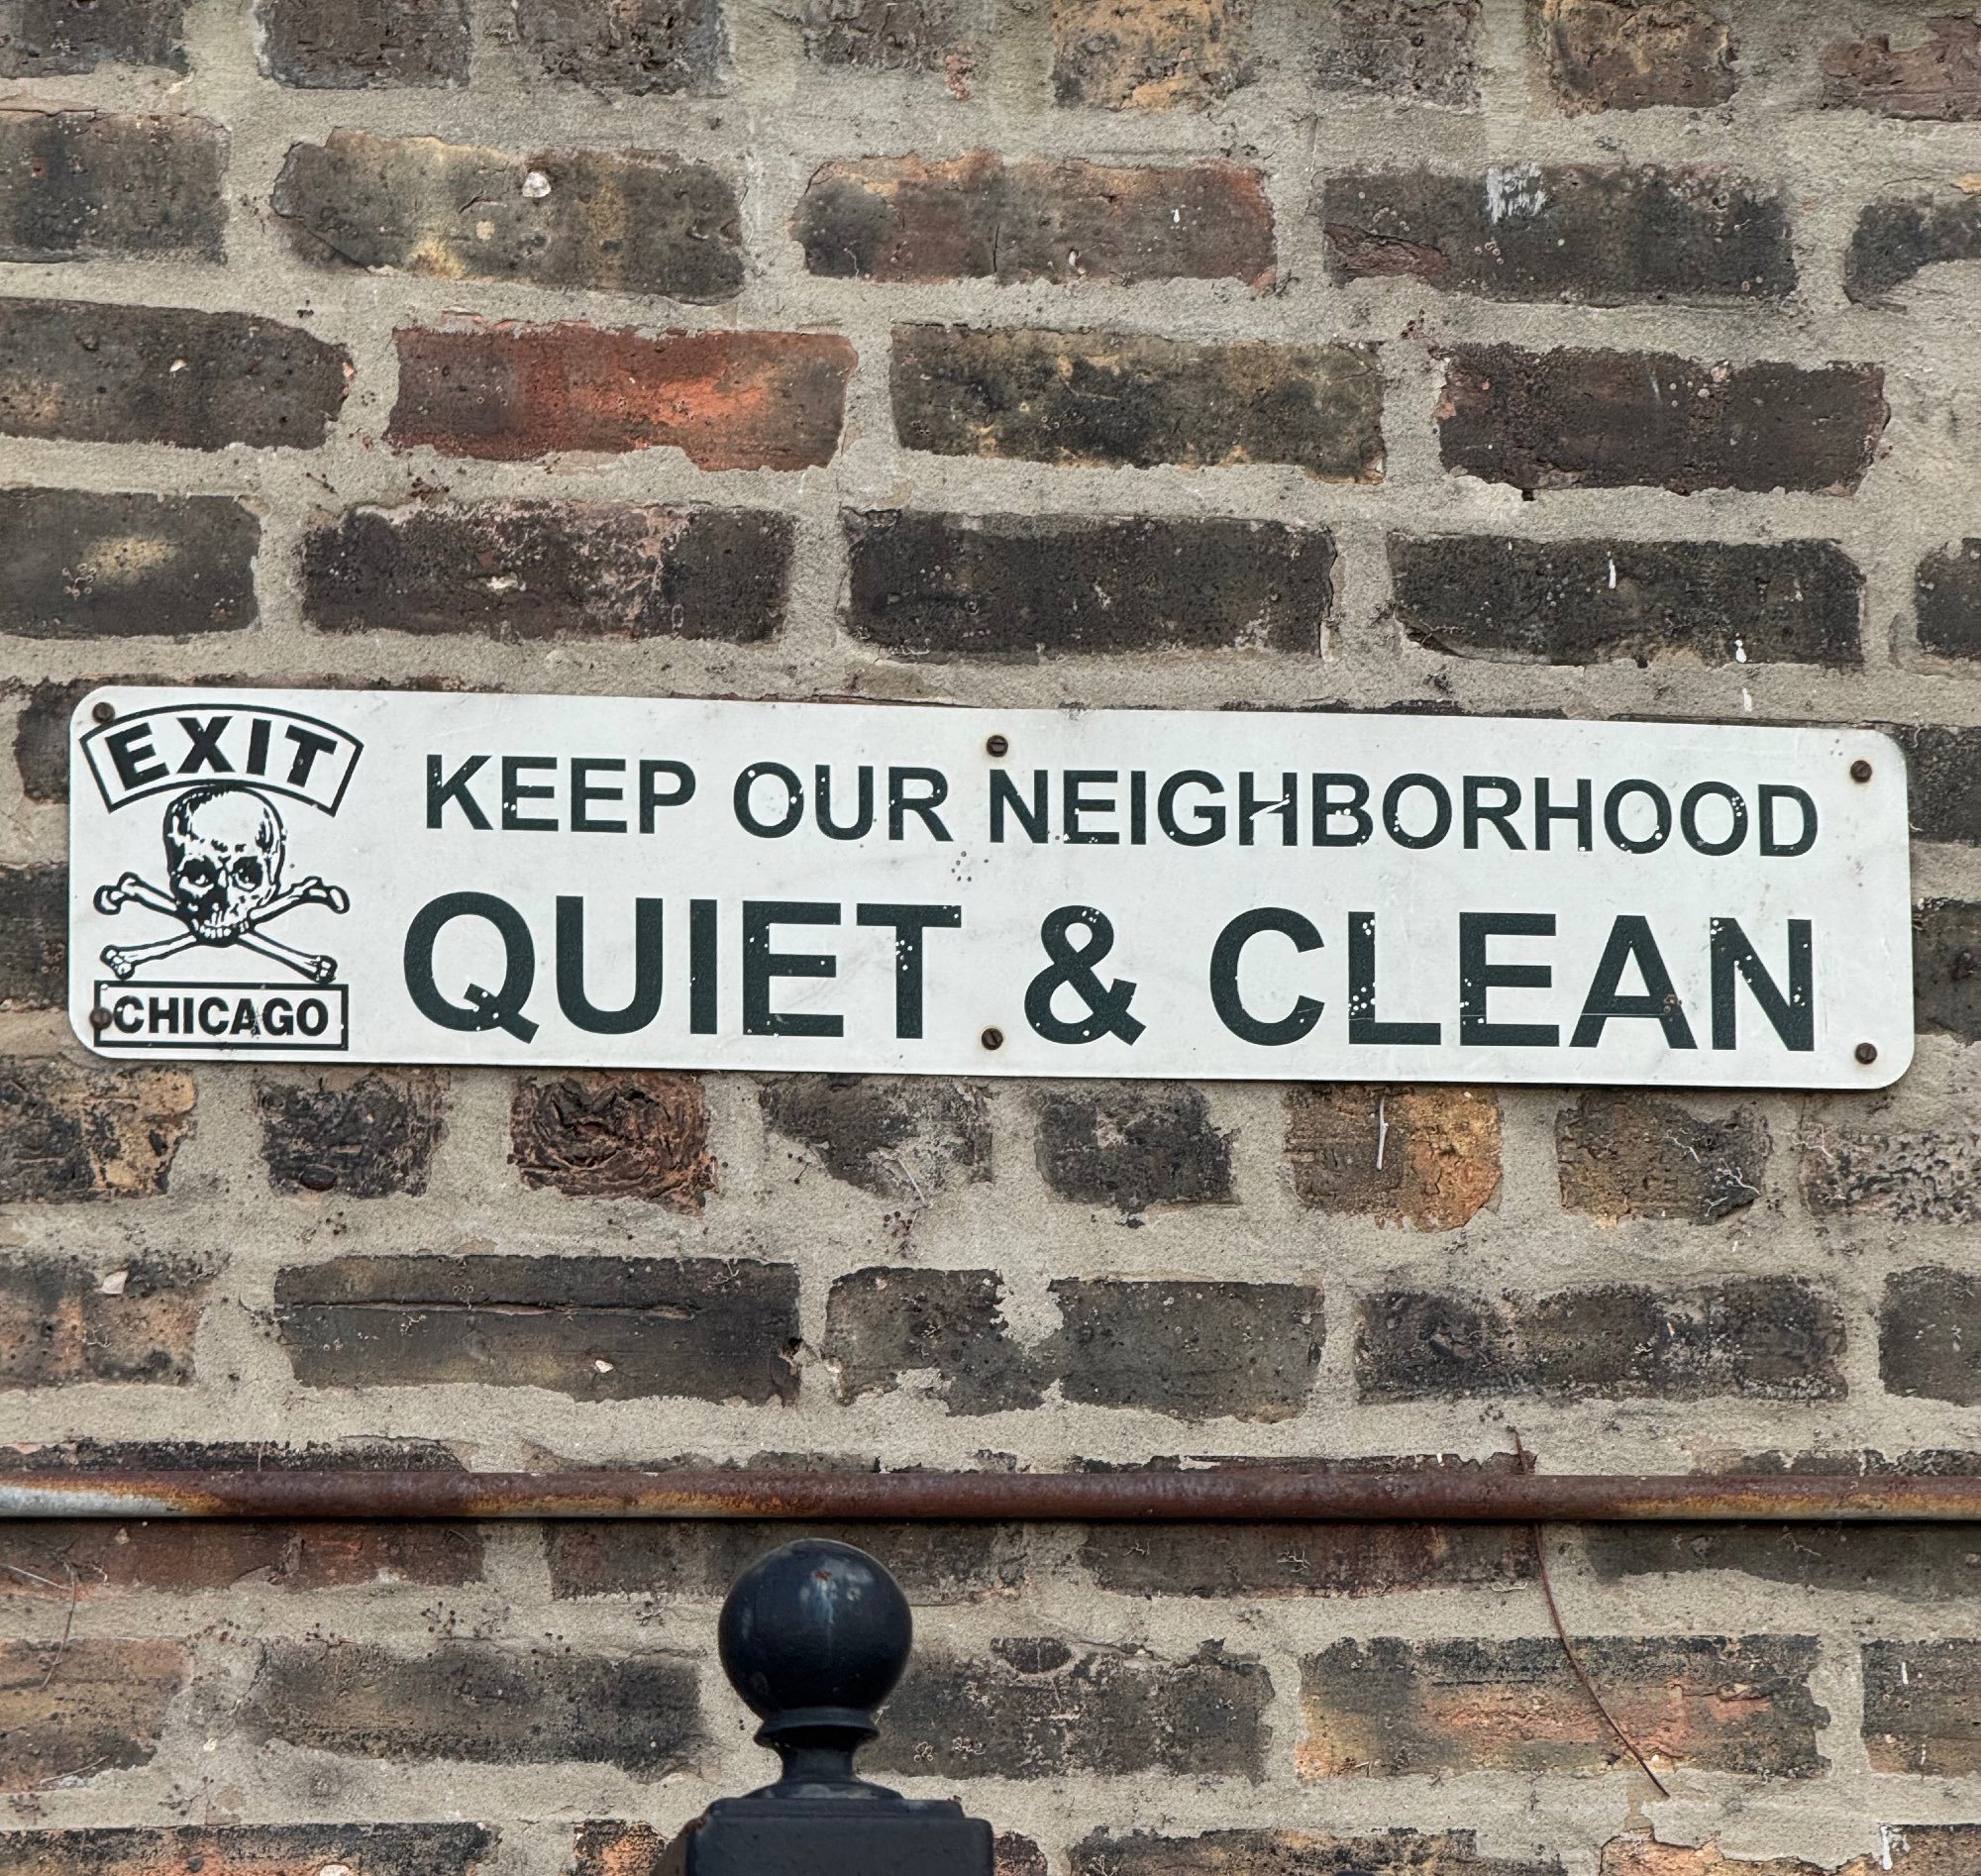 EXIT
CHICAGO
KEEP OUR NEIGHBORHOOD
QUIET & CLEAN